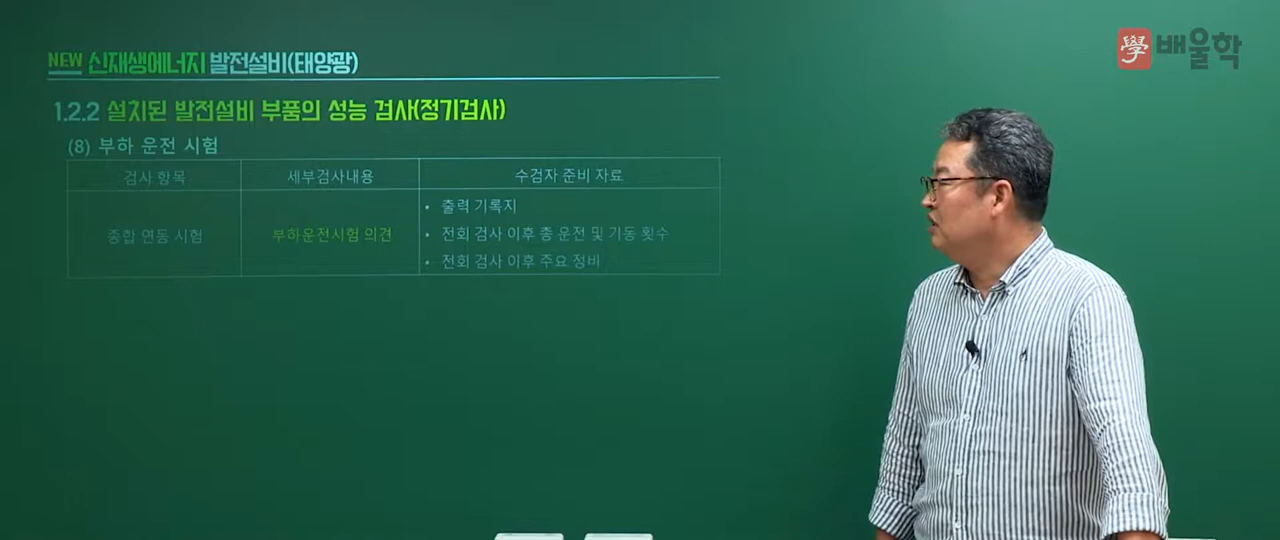 NEW 신재생에너지 발전설비(태양광)
學 배울학
1.2.2 설치된 발전설비 부품의 성능 검사(정기검사)
(8) 부하 운전 시험
검사 항목 세부검사내용 수검자 준비 자료
종합 연동 시험 부하운전시험 의견
• 출력 기록지
• 전회 검사 이후 총 운전 및 기동 횟수
• 전회 검사 이후 주요 정비